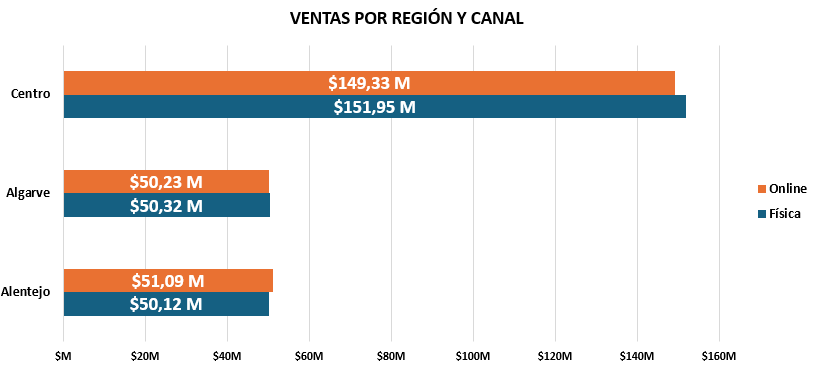 VENTAS POR REGIÓN Y CANAL
Centro
$149,33 M
$151,95 M
Algarve
$50,23 M
$50,32 M
Alentejo
$51,09 M
$50,12 M
Online
Física
$M $20M $40M $60M $80M $100M $120M $140M $160M